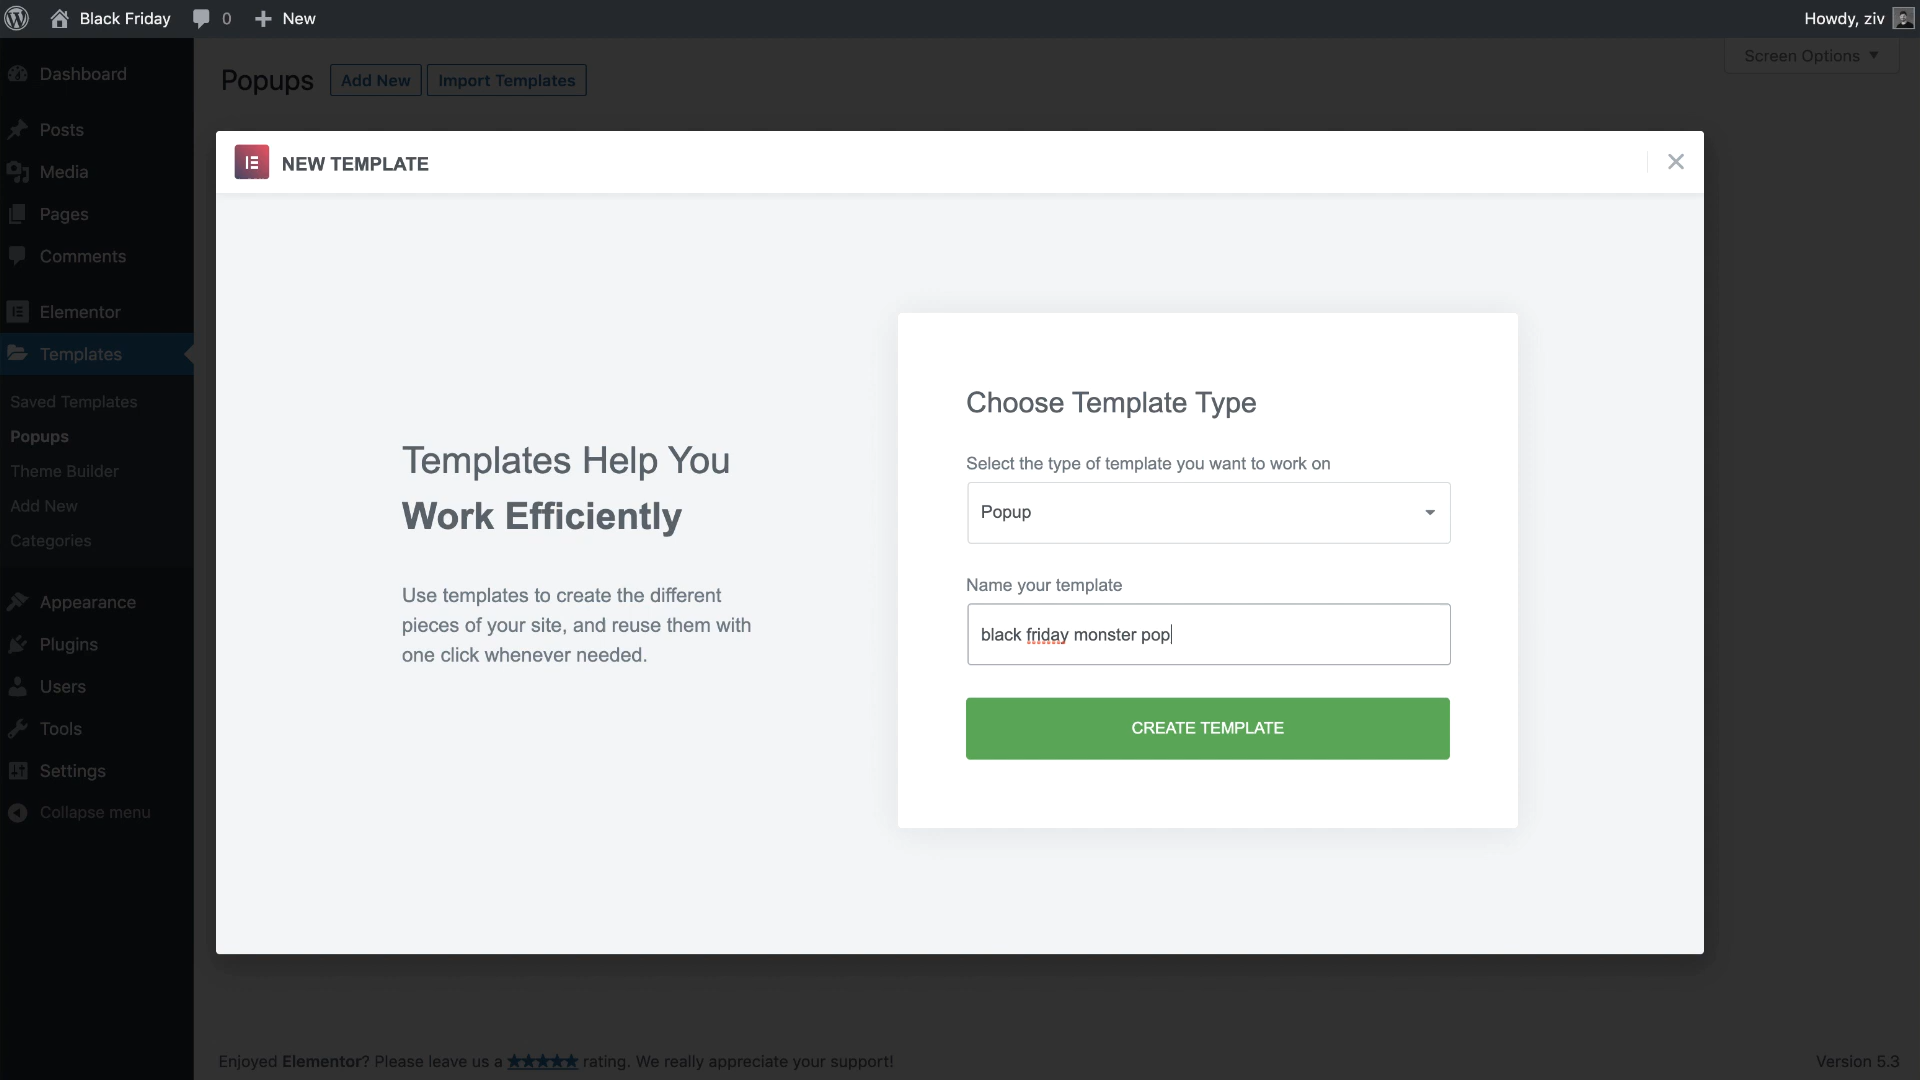 Black Friday
0
New
Howdy, ziv
Dashboard
Posts
Media
Pages
Comments
Elementor
Templates
Saved Templates
Popups
Theme Builder
Add New
Categories
Appearance
Plugins
Users
Tools
Settings
Collapse menu
Popups
Add New
Import Templates
Screen Options
NEW TEMPLATE
Templates Help You
Work Efficiently
Use templates to create the different
pieces of your site, and reuse them with
one click whenever needed.
Choose Template Type
Select the type of template you want to work on
Popup
Name your template
black friday monster pop
CREATE TEMPLATE
Enjoyed Elementor? Please leave us a ★★★★★ rating. We really appreciate your support!
Version 5.3